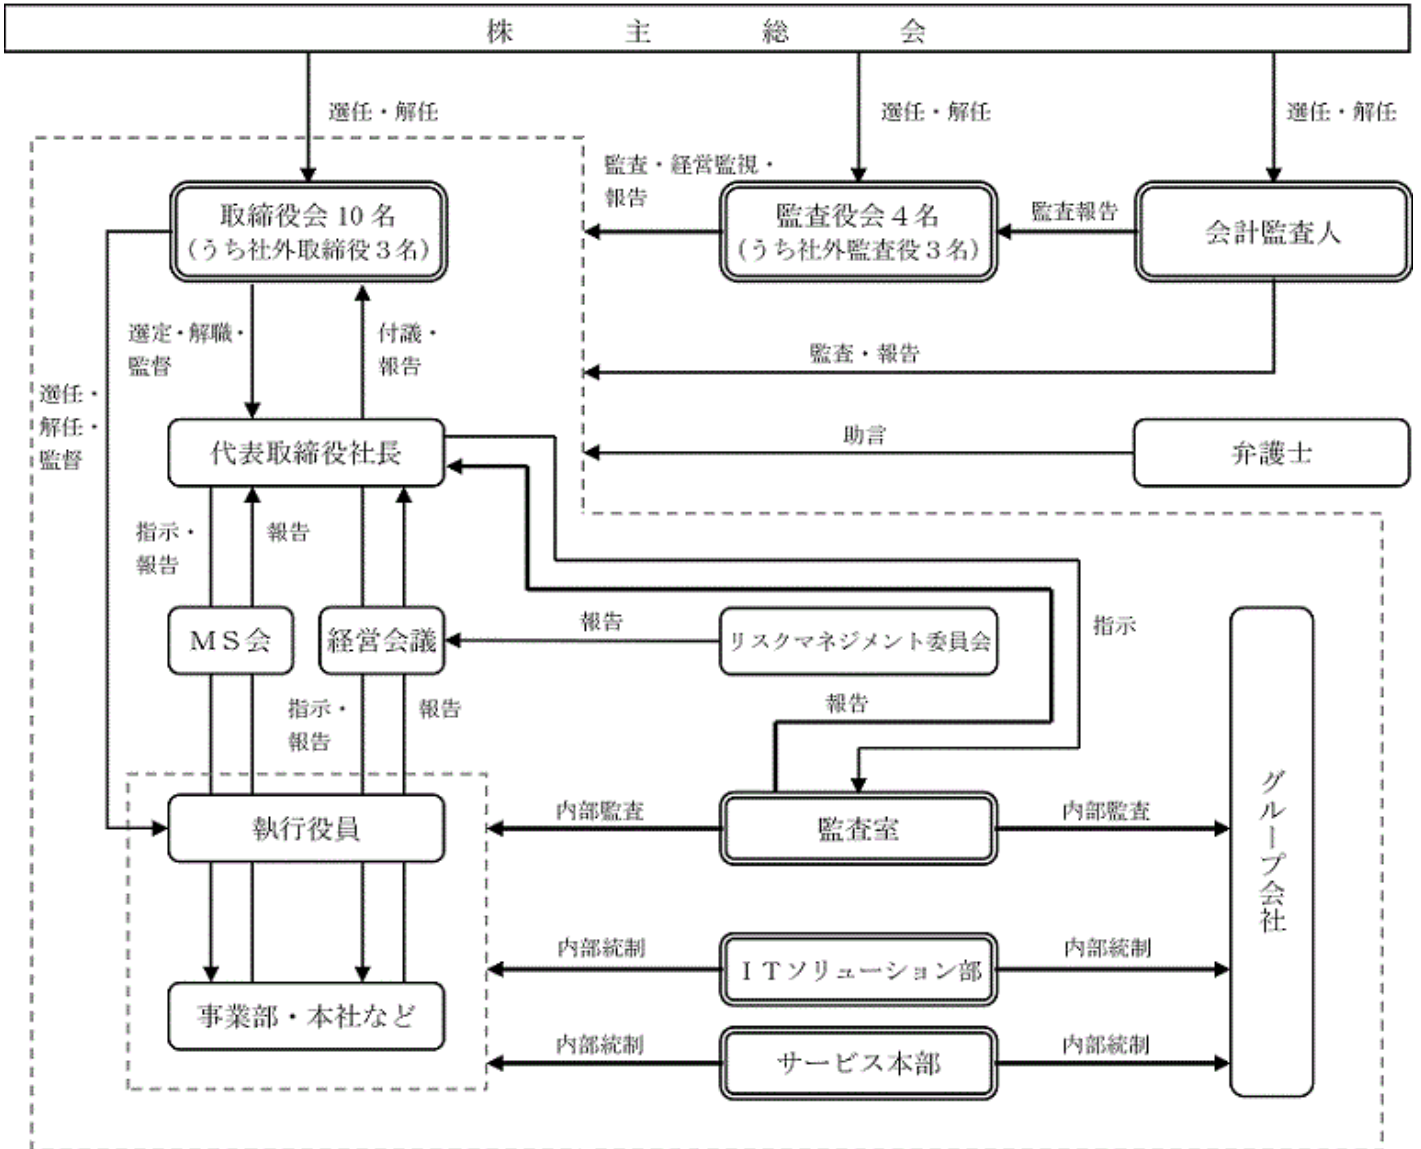 株主総会
選任・解任
選任・解任
選任・解任
監査・経営監視・
報告
取締役会 10 名
(うち社外取締役３名)
監査役会４名
(うち社外監査役３名)
監査報告
会計監査人
選定・解職・
監督
付議・
報告
監査・報告
選任・
解任・
監督
代表取締役社長
助言
弁護士
指示・
報告
報告
ＭＳ会
経営会議
報告
リスクマネジメント委員会
指示
指示・
報告
報告
報告
執行役員
内部監査
監査室
内部監査
グループ会社
内部統制
ＩＴソリューション部
内部統制
事業部・本社など
内部統制
サービス本部
内部統制